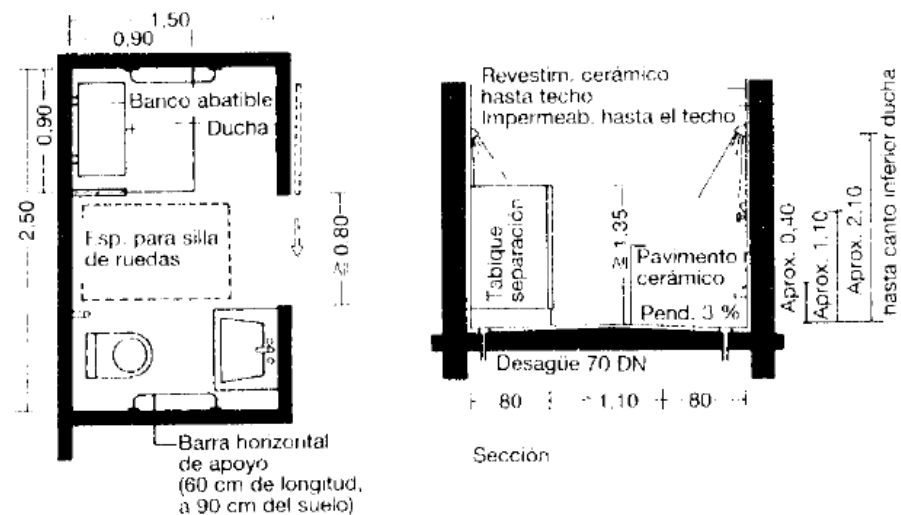 1,50
0,90
0,90
2,50
Banco abatible
Ducha
Esp. para silla
de ruedas
0.80
Barra horizontal
de apoyo
(60 cm de longitud,
a 90 cm del suelo)
Revestim. cerámico
hasta techo
Impermeab. hasta el techo
Tabique
separación
1,35
Pavimento
cerámico
Pend. 3 %
Desagüe 70 DN
80
1,10
80
Aprox. 0,40
Aprox. 1,10
Aprox. 2,10
hasta canto inferior ducha
Sección